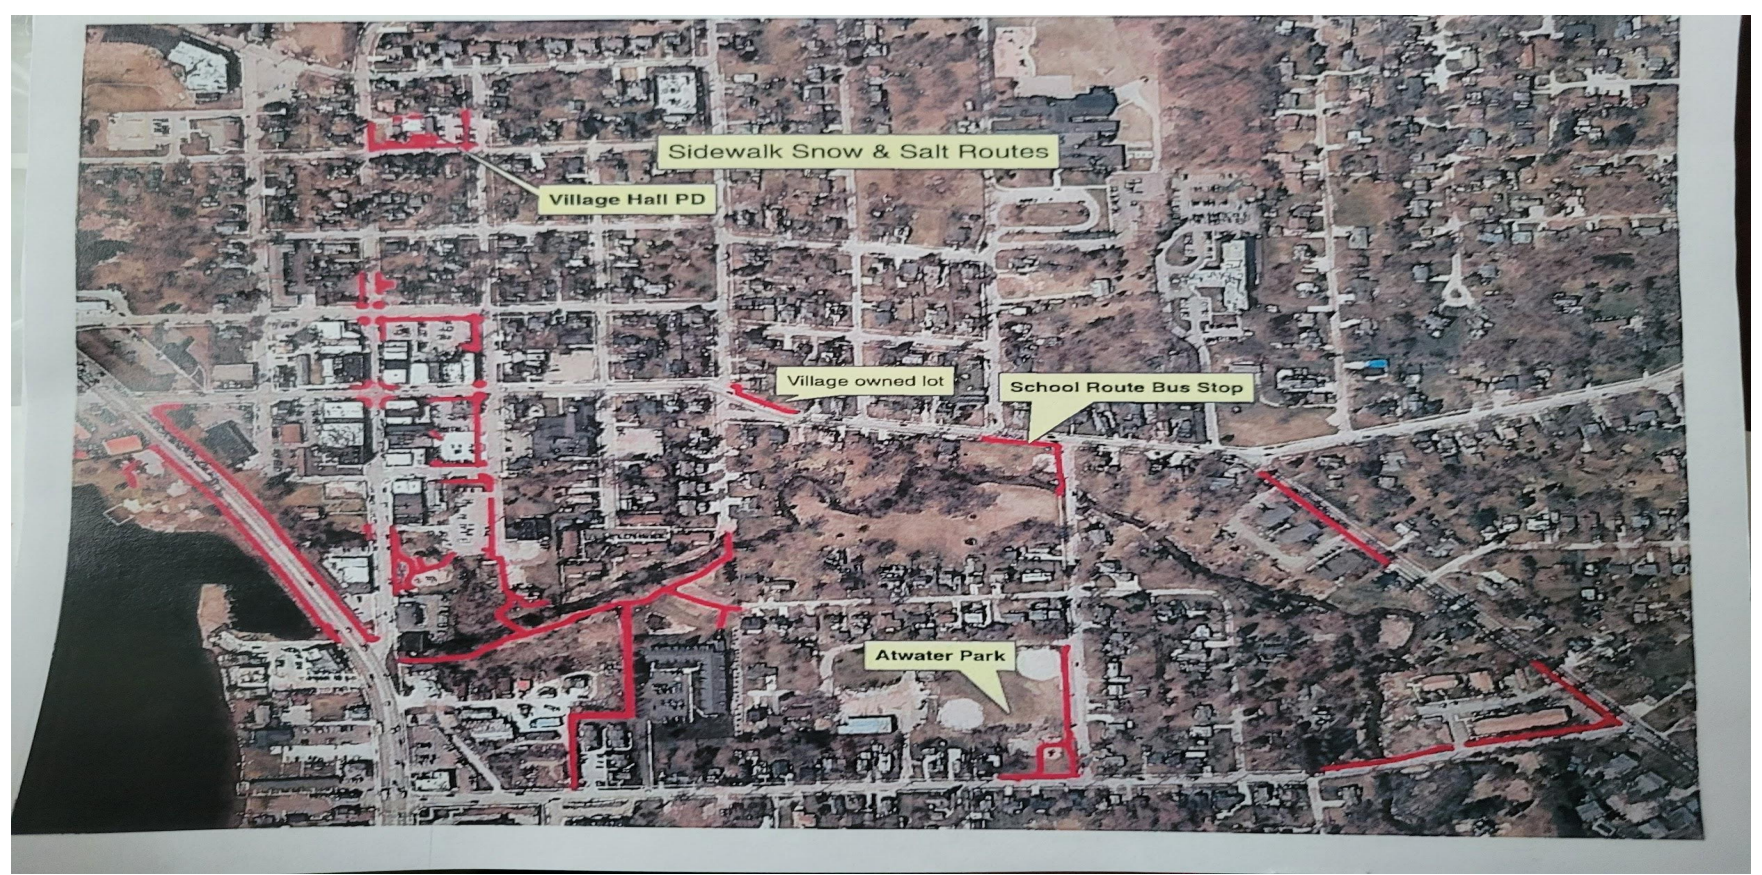 Sidewalk Snow & Salt Routes
Village Hall PD
Village owned lot
School Route Bus Stop
Atwater Park